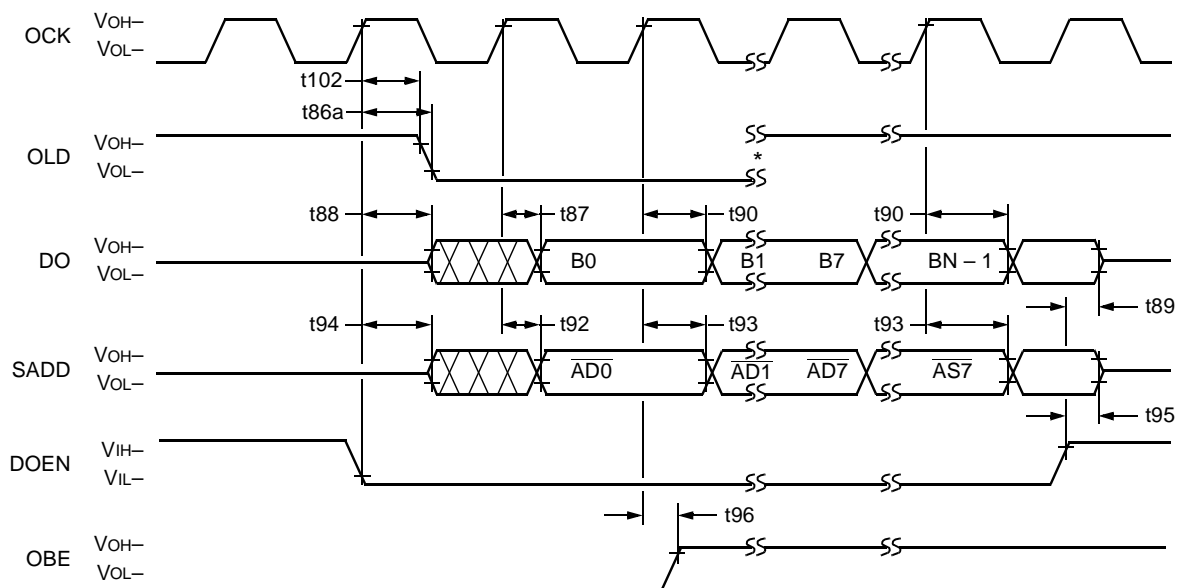 OCK VOH–
VOL–
t102
t86a
OLD VOH–
VOL–
*
t88 t87 t90 t90
DO VOH–
VOL–
B0 B1 B7 BN – 1
t89
t94 t92 t93 t93
SADD VOH–
VOL–
AD0 AD1 AD7 AS7
t95
DOEN VIH–
VIL–
t96
OBE VOH–
VOL–